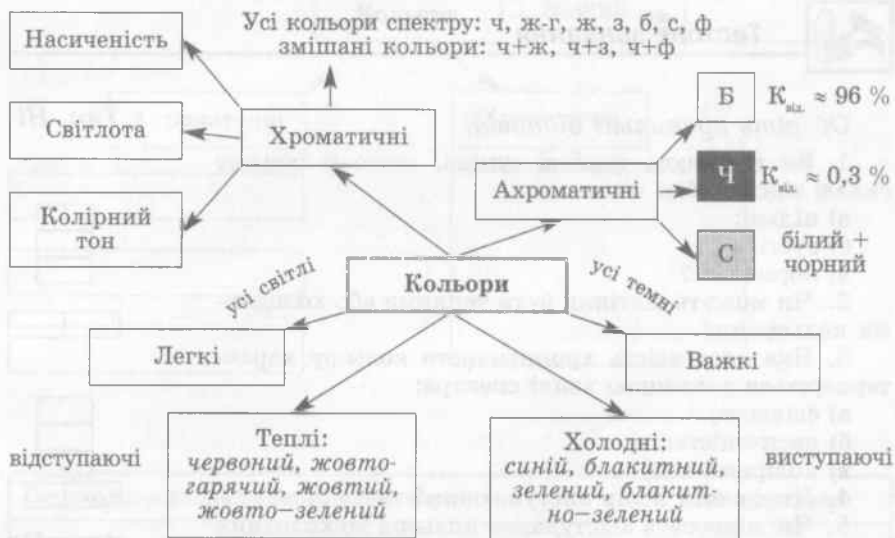 Усі кольори спектру: ч, ж-г, ж, з, б, с, ф
змішані кольори: ч+ж, ч+з, ч+ф
Насиченість
Світлота
Колірний
тон
Хроматичні
Ахроматичні
Б
К від. ≈ 96 %
Ч
К від. ≈ 0,3 %
С
білий +
чорний
Кольори
усі світлі
усі темні
Легкі
Важкі
відступаючі
Теплі:
червоний, жовто-
гарячий, жовтий,
жовто–зелений
Холодні:
синій, блакитний,
зелений, блакит-
но–зелений
виступаючі